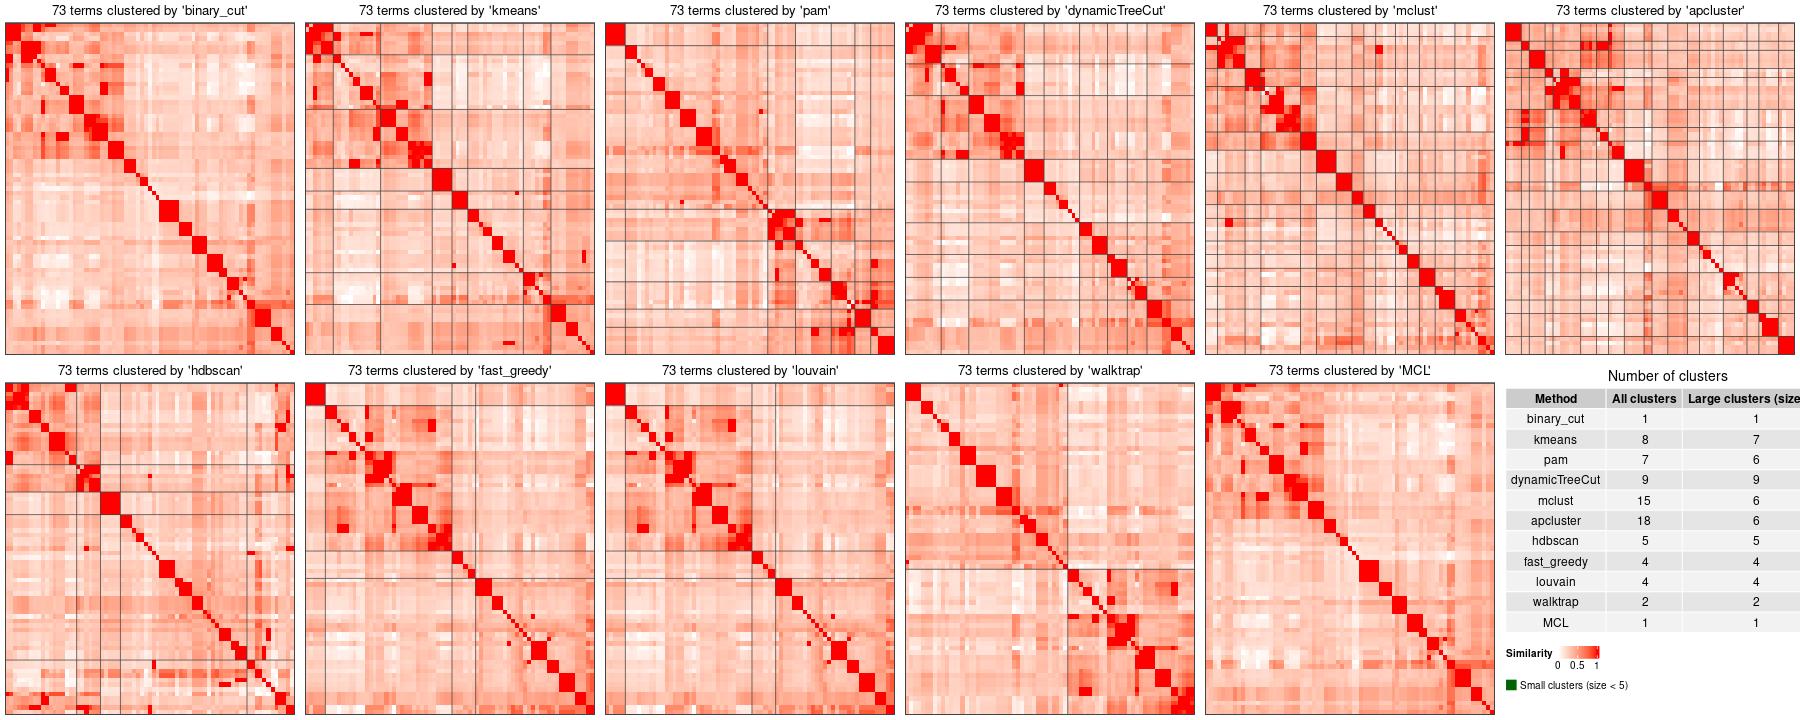 73 terms clustered by 'binary_cut'
73 terms clustered by 'kmeans'
73 terms clustered by 'pam'
73 terms clustered by 'dynamicTreeCut'
73 terms clustered by 'mclust'
73 terms clustered by 'apcluster'
73 terms clustered by 'hdbscan'
73 terms clustered by 'fast_greedy'
73 terms clustered by 'louvain'
73 terms clustered by 'walktrap'
73 terms clustered by 'MCL'
Number of clusters
Method All clusters Large clusters (size
binary_cut 1 1
kmeans 8 7
pam 7 6
dynamicTreeCut 9 9
mclust 15 6
apcluster 18 6
hdbscan 5 5
fast_greedy 4 4
louvain 4 4
walktrap 2 2
MCL 1 1
Similarity
0 0.5 1
Small clusters (size < 5)